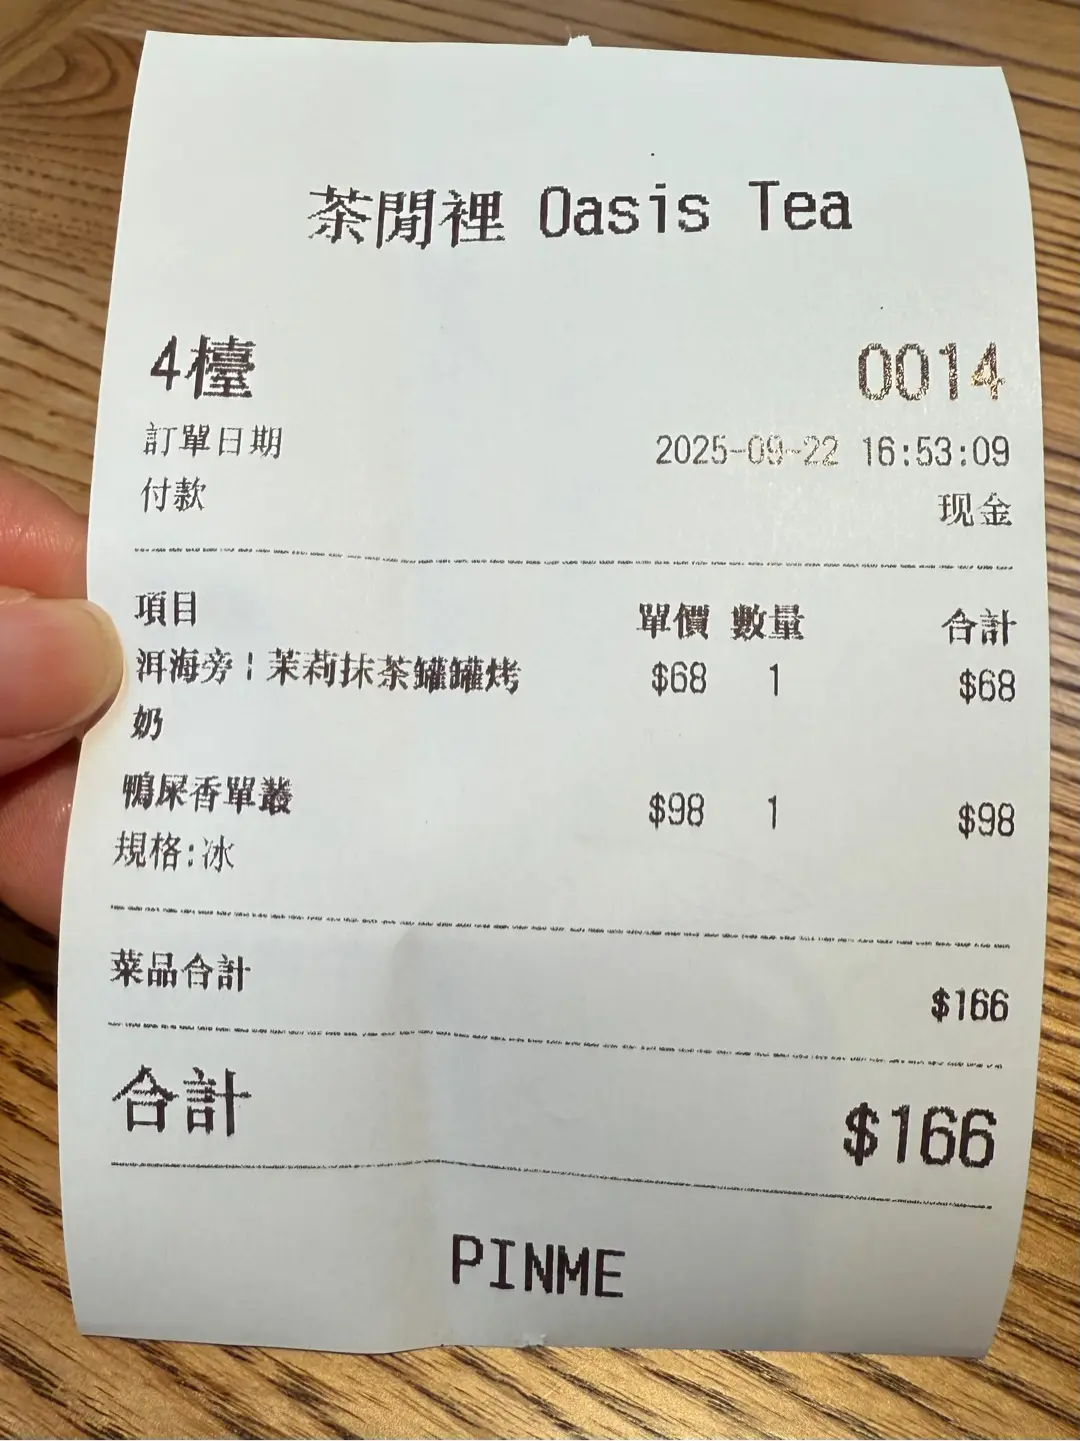 茶閒裡 Oasis Tea
4檯 0014
訂單日期 2025-09-22 16:53:09
付款 现金
項目 單價 數量 合計
洱海旁|茉莉抹茶罐罐烤 $68 1 $68
奶
鴨屎香單叢 $98 1 $98
規格:冰
菜品合計 $166
合計 $166
PINME